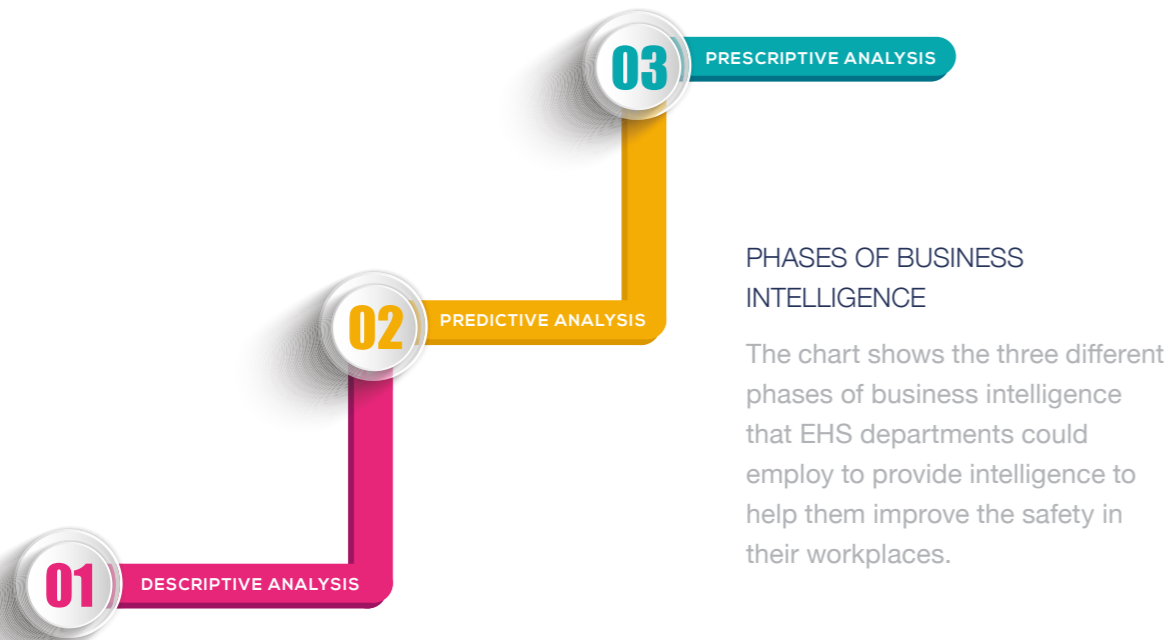 03
PRESCRIPTIVE ANALYSIS
02
PREDICTIVE ANALYSIS
01
DESCRIPTIVE ANALYSIS
PHASES OF BUSINESS
INTELLIGENCE
The chart shows the three different
phases of business intelligence
that EHS departments could
employ to provide intelligence to
help them improve the safety in
their workplaces.